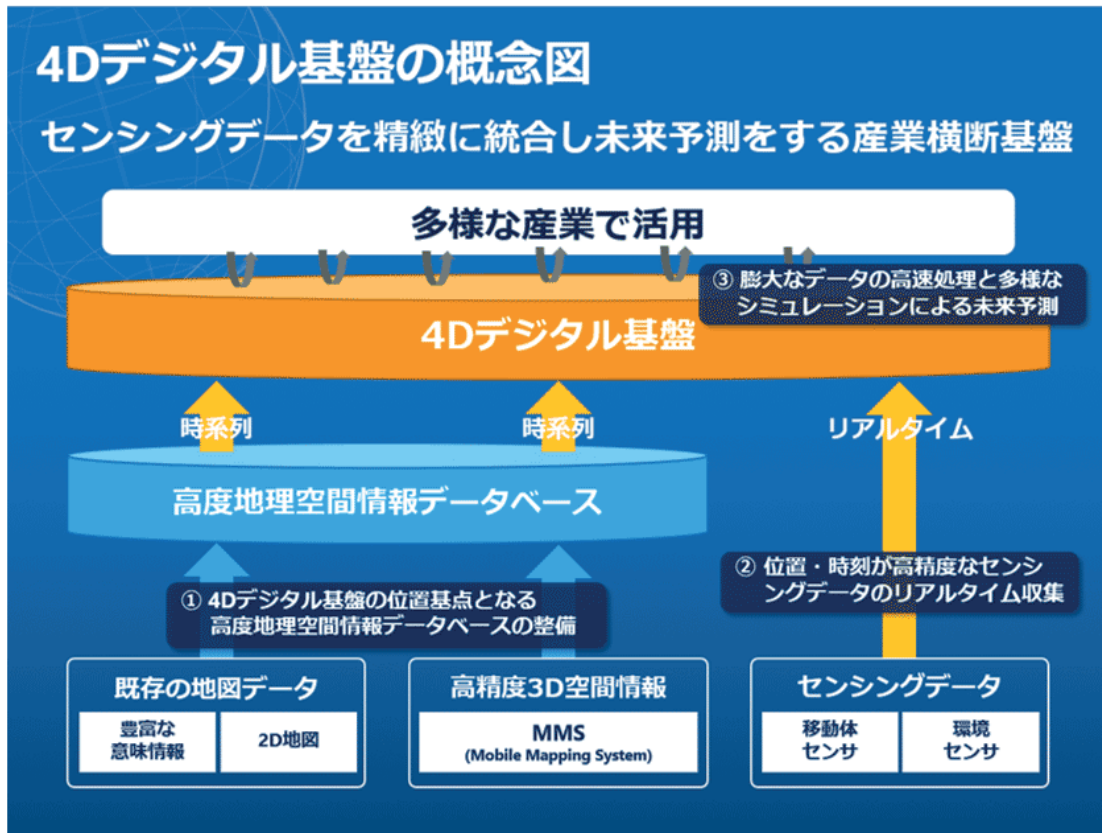 4Dデジタル基盤の概念図
センシングデータを精緻に統合し未来予測をする産業横断基盤
多様な産業で活用
③ 膨大なデータの高速処理と多様な
シミュレーションによる未来予測
4Dデジタル基盤
時系列
時系列
リアルタイム
高度地理空間情報データベース
② 位置・時刻が高精度なセンシ
ングデータのリアルタイム収集
① 4Dデジタル基盤の位置基点となる
高度地理空間情報データベースの整備
既存の地図データ
豊富な
意味情報
2D地図
高精度3D空間情報
MMS
(Mobile Mapping System)
センシングデータ
移動体
センサ
環境
センサ